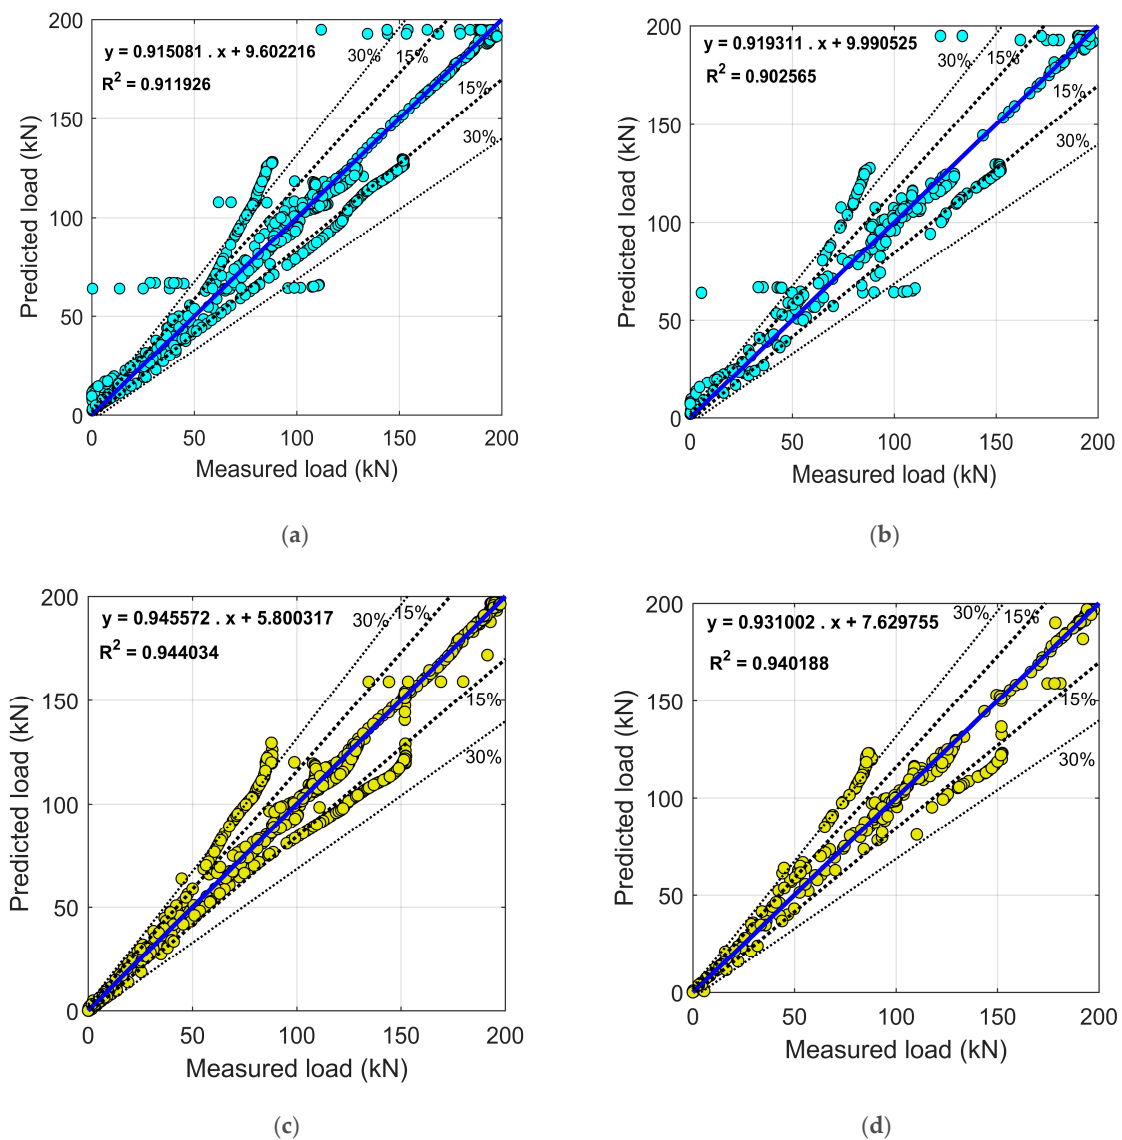 200
150
100
50
0
0 50 100 150 200
Predicted load (kN)
Measured load (kN)
y = 0.915081 . x + 9.602216
R² = 0.911926
30%
15%
15%
30%
(a)
200
150
100
50
0
0 50 100 150 200
Predicted load (kN)
Measured load (kN)
y = 0.919311 . x + 9.990525
R² = 0.902565
30%
15%
15%
30%
(b)
200
150
100
50
0
0 50 100 150 200
Predicted load (kN)
Measured load (kN)
y = 0.945572 . x + 5.800317
R² = 0.944034
30%
15%
15%
30%
(c)
200
150
100
50
0
0 50 100 150 200
Predicted load (kN)
Measured load (kN)
y = 0.931002 . x + 7.629755
R² = 0.940188
30%
15%
15%
30%
(d)